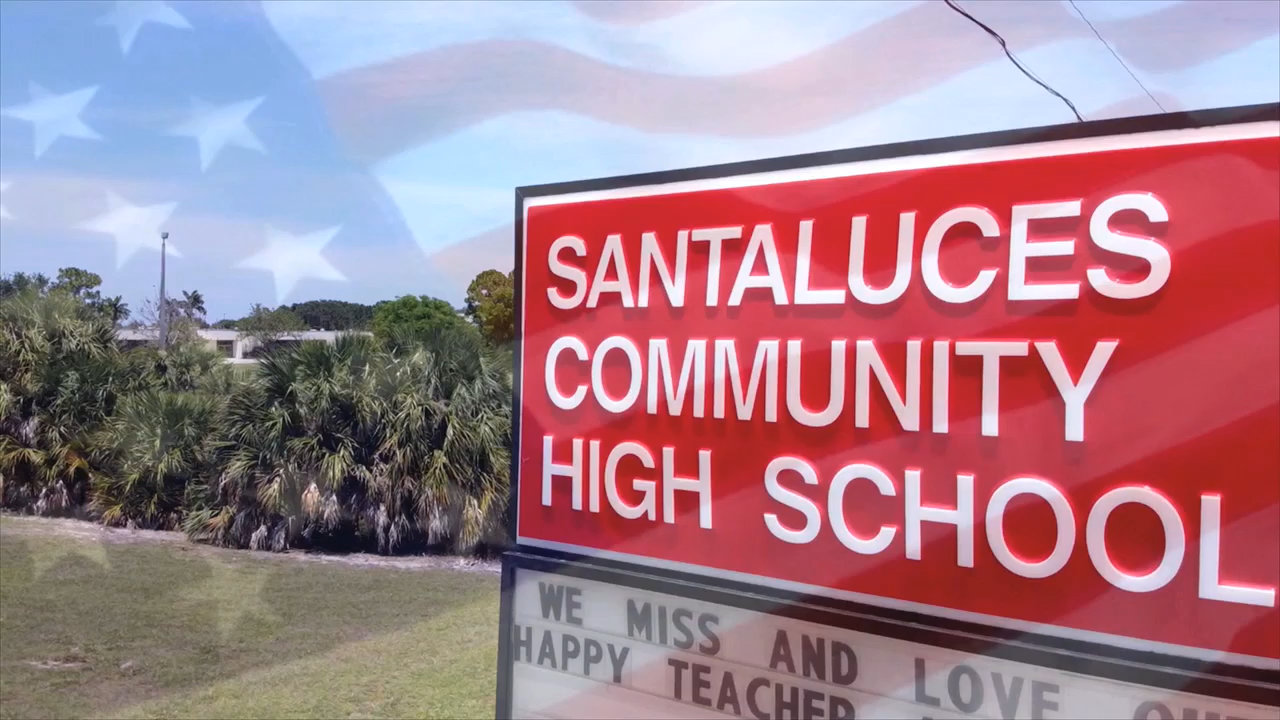 SANTALUCES
COMMUNITY
HIGH SCHOOL
WE MISS AND LOVE
HAPPY TEACHER